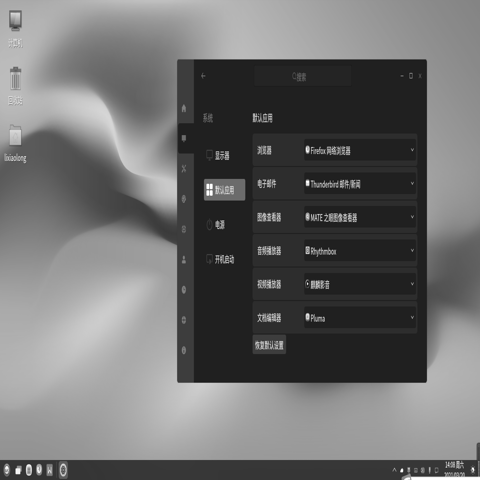 计算机
回收站
lixiaolong
搜索
系统
显示器
默认应用
电源
开机启动
默认应用
浏览器
Firefox 网络浏览器
电子邮件
Thunderbird 邮件/新闻
图像查看器
MATE 之眼图像查看器
音频播放器
Rhythmbox
视频播放器
麒麟影音
文档编辑器
Pluma
恢复默认设置
14:08 周六